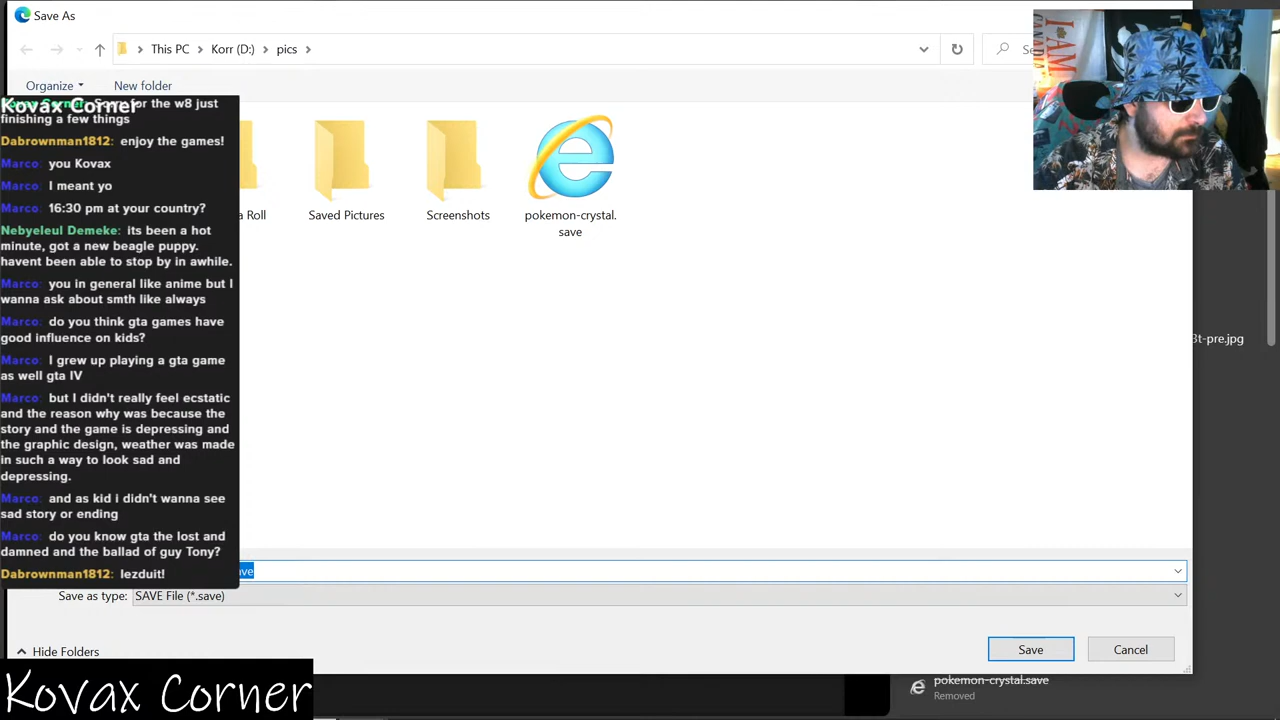 Save As
This PC
Korr (D:)
pics
Organize
New folder
Kovax Corner
for the w8 just
finishing a few things
Dabrownman1812: enjoy the games!
Marco: you Kovax
Marco: I meant yo
Marco: 16:30 pm at your country?
Nebyeleul Demeke: its been a hot
minute, got a new beagle puppy.
havent been able to stop by in awhile.
Marco: you in general like anime but I
wanna ask about smth like always
Marco: do you think gta games have
good influence on kids?
Marco: I grew up playing a gta game
as well gta IV
Marco: but I didn't really feel ecstatic
and the reason why was because the
story and the game is depressing and
the graphic design, weather was made
in such a way to look sad and
depressing.
Marco: and as kid i didn't wanna see
sad story or ending
Marco: do you know gta the lost and
damned and the ballad of guy Tony?
Dabrownman1812: lezduit!
a Roll
Saved Pictures
Screenshots
pokemon-crystal.
save
I AM
3t-pre.jpg
ave
Save as type:
SAVE File (*.save)
Hide Folders
Save
Cancel
Kovax Corner
pokemon-crystal.save
Removed